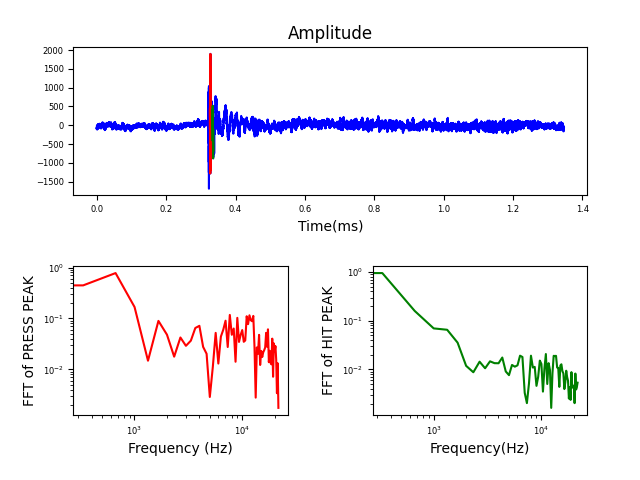 Amplitude
2000
1500
1000
500
0
−500
−1000
−1500
0.0 0.2 0.4 0.6 0.8 1.0 1.2 1.4
Time(ms)
FFT of PRESS PEAK
10⁰
10⁻¹
10⁻²
10³ 10⁴
Frequency (Hz)
FFT of HIT PEAK
10⁰
10⁻¹
10⁻²
10³ 10⁴
Frequency(Hz)